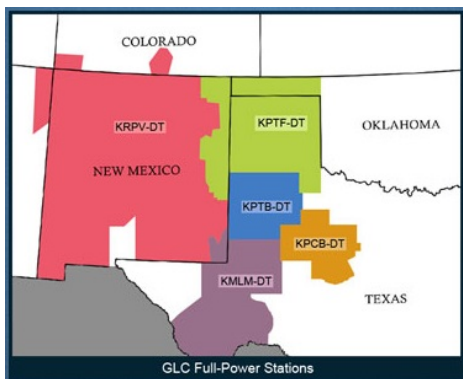 COLORADO
KRPV-DT
KPTF-DT
OKLAHOMA
NEW MEXICO
KPTB-DT
KPCB-DT
KMLM-DT
TEXAS
GLC Full-Power Stations